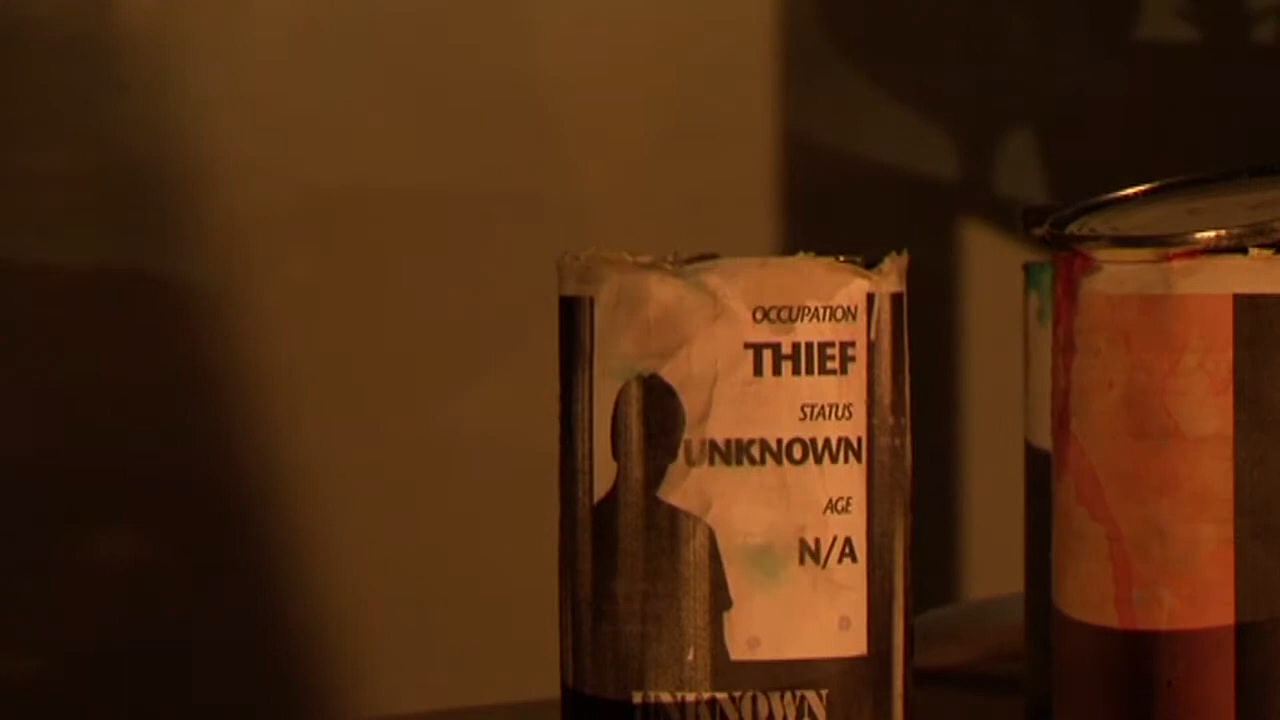 OCCUPATION
THIEF
STATUS
UNKNOWN
AGE
N/A
UNKNOWN